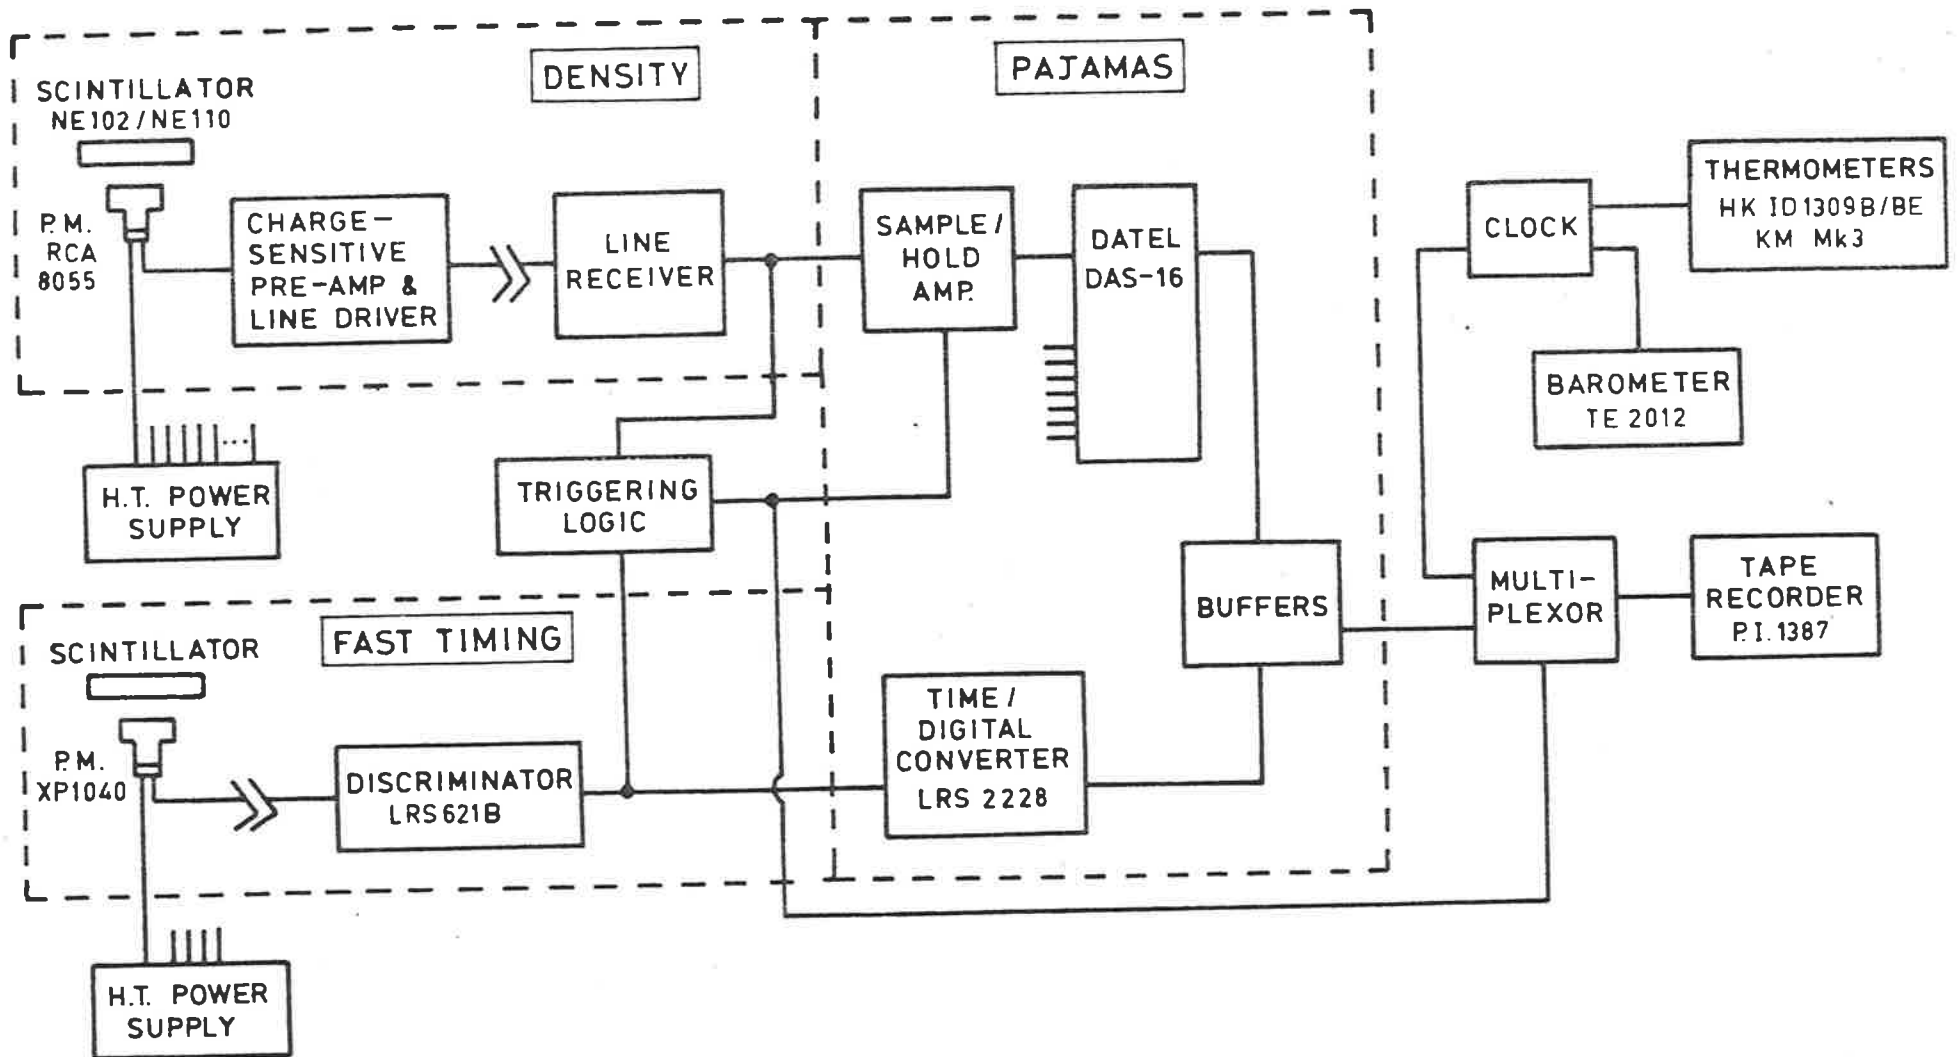 DENSITY
PAJAMAS
SCINTILLATOR
NE102/NE110
P.M.
RCA
8055
CHARGE-
SENSITIVE
PRE-AMP &
LINE DRIVER
LINE
RECEIVER
SAMPLE/
HOLD
AMP.
DATEL
DAS-16
CLOCK
THERMOMETERS
HK ID1309B/BE
KM Mk3
BAROMETER
TE 2012
H.T. POWER
SUPPLY
TRIGGERING
LOGIC
BUFFERS
MULTI-
PLEXOR
TAPE
RECORDER
P.I. 1387
FAST TIMING
SCINTILLATOR
P.M.
XP1040
DISCRIMINATOR
LRS621B
TIME/
DIGITAL
CONVERTER
LRS 2228
H.T. POWER
SUPPLY